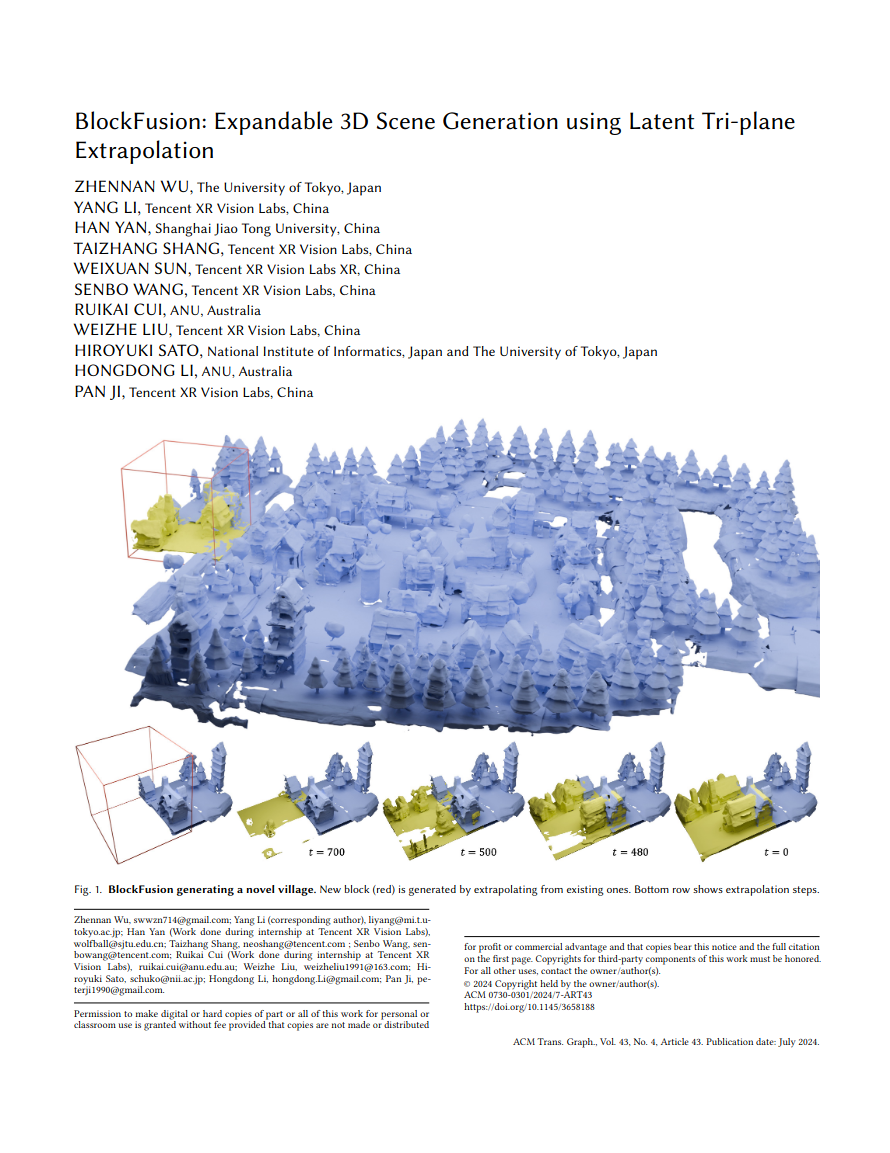 BlockFusion: Expandable 3D Scene Generation using Latent Tri-plane
Extrapolation
ZHENNAN WU, The University of Tokyo, Japan
YANG LI, Tencent XR Vision Labs, China
HAN YAN, Shanghai Jiao Tong University, China
TAIZHANG SHANG, Tencent XR Vision Labs, China
WEIXUAN SUN, Tencent XR Vision Labs XR, China
SENBO WANG, Tencent XR Vision Labs, China
RUIKAI CUI, ANU, Australia
WEIZHE LIU, Tencent XR Vision Labs, China
HIROYUKI SATO, National Institute of Informatics, Japan and The University of Tokyo, Japan
HONGDONG LI, ANU, Australia
PAN JI, Tencent XR Vision Labs, China
t = 700
t = 500
t = 480
t = 0
Fig. 1. BlockFusion generating a novel village. New block (red) is generated by extrapolating from existing ones. Bottom row shows extrapolation steps.
Zhennan Wu, swwzn714@gmail.com; Yang Li (corresponding author), liyang@mi.t.u-
tokyo.ac.jp; Han Yan (Work done during internship at Tencent XR Vision Labs),
wolfball@sjtu.edu.cn; Taizhang Shang, neoshang@tencent.com ; Senbo Wang, sen-
bowang@tencent.com; Ruikai Cui (Work done during internship at Tencent XR
Vision Labs), ruikai.cui@anu.edu.au; Weizhe Liu, weizheliu1991@163.com; Hi-
royuki Sato, schuko@nii.ac.jp; Hongdong Li, hongdong.Li@gmail.com; Pan Ji, pe-
terji1990@gmail.com.
Permission to make digital or hard copies of part or all of this work for personal or
classroom use is granted without fee provided that copies are not made or distributed
for profit or commercial advantage and that copies bear this notice and the full citation
on the first page. Copyrights for third-party components of this work must be honored.
For all other uses, contact the owner/author(s).
© 2024 Copyright held by the owner/author(s).
ACM 0730-0301/2024/7-ART43
https://doi.org/10.1145/3658188
ACM Trans. Graph., Vol. 43, No. 4, Article 43. Publication date: July 2024.